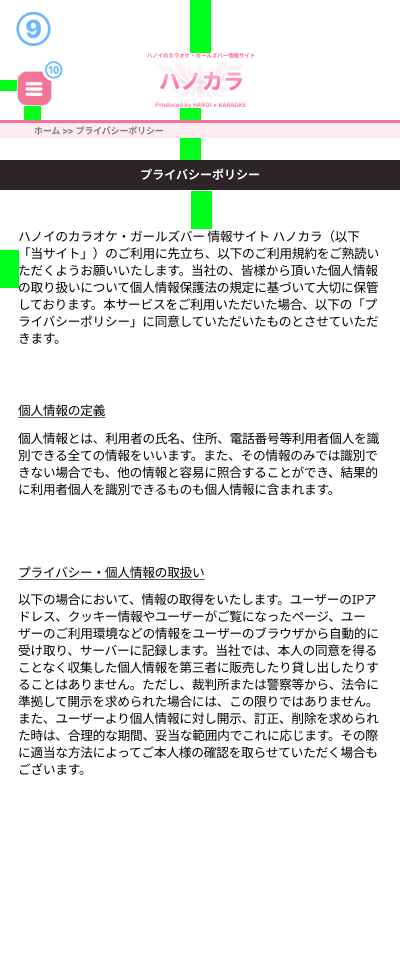 9
10
ハノイのカラオケ・ガールズバー情報サイト
ハノカラ
Produced by HANOI × KARAOKE
ホーム >> プライバシーポリシー
プライバシーポリシー
ハノイのカラオケ・ガールズバー 情報サイト ハノカラ（以下
「当サイト」）のご利用に先立ち、以下のご利用規約をご熟読い
ただくようお願いいたします。当社の、皆様から頂いた個人情報
の取り扱いについて個人情報保護法の規定に基づいて大切に保管
しております。本サービスをご利用いただいた場合、以下の「プ
ライバシーポリシー」に同意していただいたものとさせていただ
きます。
個人情報の定義
個人情報とは、利用者の氏名、住所、電話番号等利用者個人を識
別できる全ての情報をいいます。また、その情報のみでは識別で
きない場合でも、他の情報と容易に照合することができ、結果的
に利用者個人を識別できるものも個人情報に含まれます。
プライバシー・個人情報の取扱い
以下の場合において、情報の取得をいたします。ユーザーのIPア
ドレス、クッキー情報やユーザーがご覧になったページ、ユー
ザーのご利用環境などの情報をユーザーのブラウザから自動的に
受け取り、サーバーに記録します。当社では、本人の同意を得る
ことなく収集した個人情報を第三者に販売したり貸し出したりす
ることはありません。ただし、裁判所または警察等から、法令に
準拠して開示を求められた場合には、この限りではありません。
また、ユーザーより個人情報に対し開示、訂正、削除を求められ
た時は、合理的な期間、妥当な範囲内でこれに応じます。その際
に適当な方法によってご本人様の確認を取らせていただく場合も
ございます。